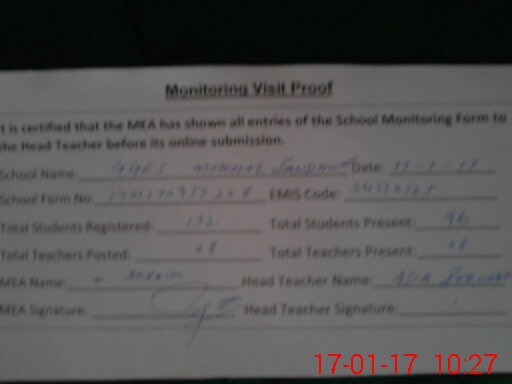 Monitoring Visit Proof
t is certified that the MEA has shown all entries of the School Monitoring Form to
the Head Teacher before its online submission.
School Name: GGES Date: 17-1-17
School Form No: EMIS Code:
Total Students Registered: 132 Total Students Present: 96
Total Teachers Posted: 08 Total Teachers Present: 08
MEA Name: Head Teacher Name: ASIA
MEA Signature: Head Teacher Signature:
17-01-17 10:27